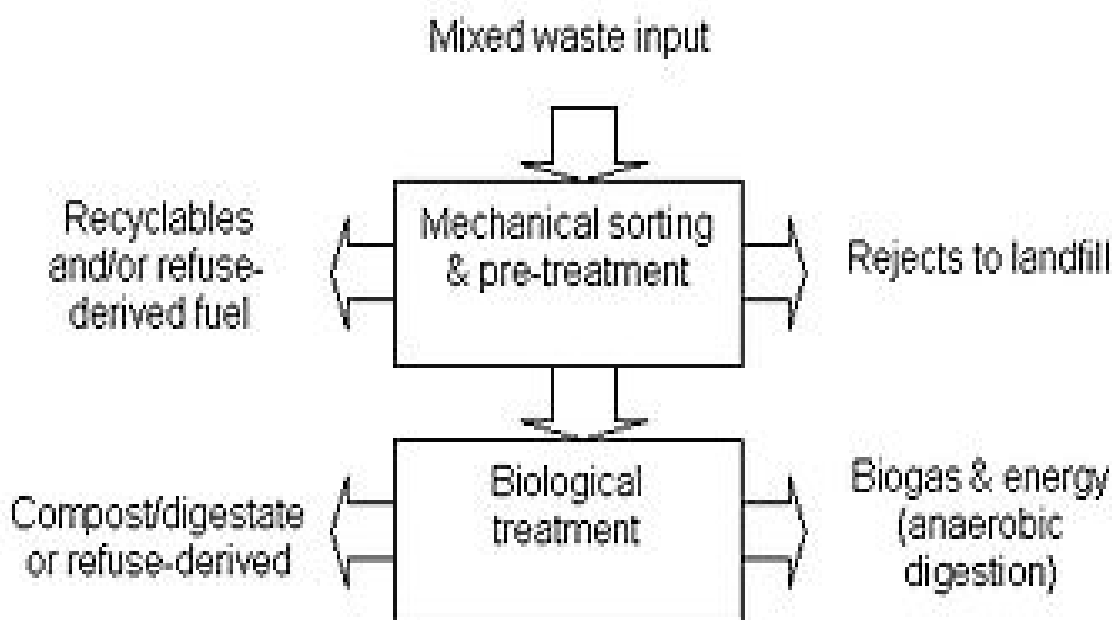 Mixed waste input
Recyclables
and/or refuse-
derived fuel
Mechanical sorting
& pre-treatment
Rejects to landfill
Compost/digestate
or refuse-derived
Biological
treatment
Biogas & energy
(anaerobic
digestion)